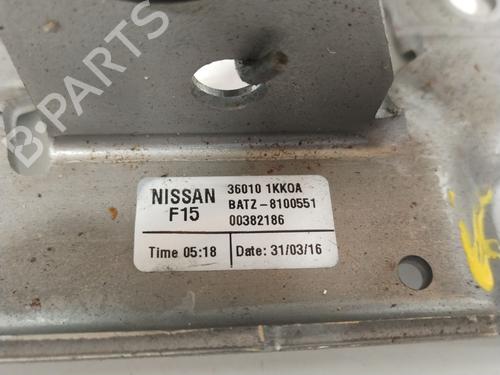 B-PARTS
NISSAN
F15
36010 1KK0A
BATZ-8100551
00382186
Time 05:18
Date: 31/03/16